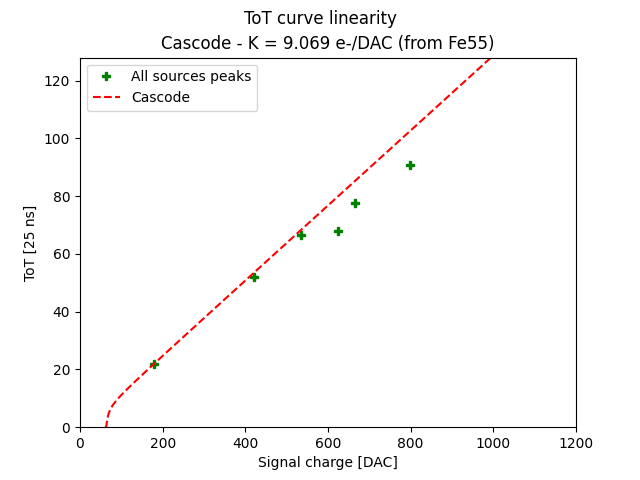 ToT curve linearity
Cascode - K = 9.069 e-/DAC (from Fe55)
All sources peaks
Cascode
ToT [25 ns]
120
100
80
60
40
20
0
0 200 400 600 800 1000 1200
Signal charge [DAC]